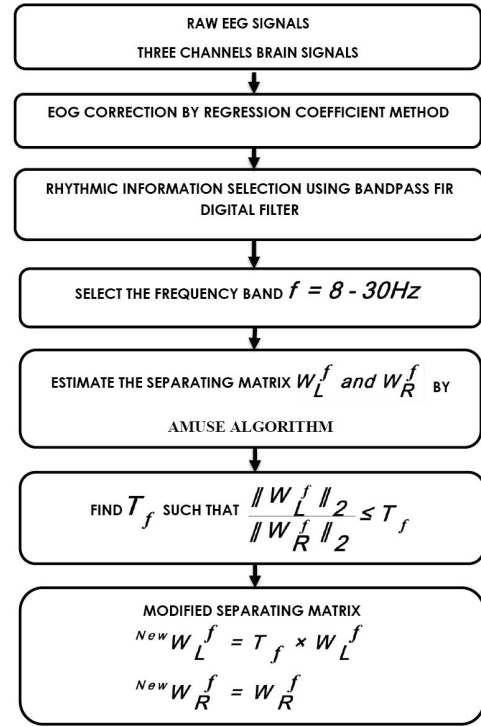 RAW EEG SIGNALS
THREE CHANNELS BRAIN SIGNALS
EOG CORRECTION BY REGRESSION COEFFICIENT METHOD
RHYTHMIC INFORMATION SELECTION USING BANDPASS FIR
DIGITAL FILTER
SELECT THE FREQUENCY BAND f = 8 - 30Hz
ESTIMATE THE SEPARATING MATRIX W_L^f and W_R^f BY
AMUSE ALGORITHM
FIND T_f SUCH THAT ‖ W_L^f ‖_2 / ‖ W_R^f ‖_2 ≤ T_f
MODIFIED SEPARATING MATRIX
^New W_L^f = T_f × W_L^f
^New W_R^f = W_R^f